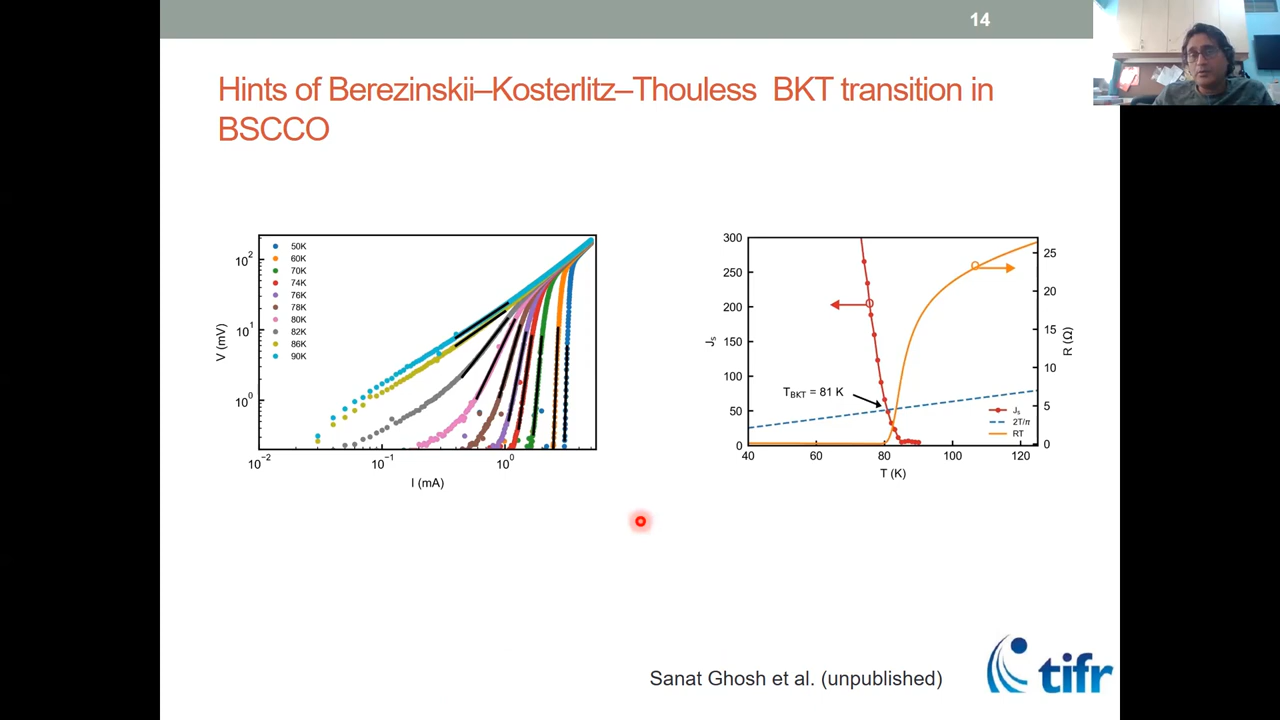 14
Hints of Berezinskii–Kosterlitz–Thouless BKT transition in
BSCCO
50K
60K
70K
74K
76K
78K
80K
82K
86K
90K
10²
10¹
10⁰
V (mV)
10⁻²
10⁻¹
10⁰
I (mA)
300
250
200
150
100
50
0
Jₛ
25
20
15
10
5
0
R (Ω)
T_BKT = 81 K
Jₛ
2T/π
RT
40
60
80
100
120
T (K)
Sanat Ghosh et al. (unpublished)
tifr